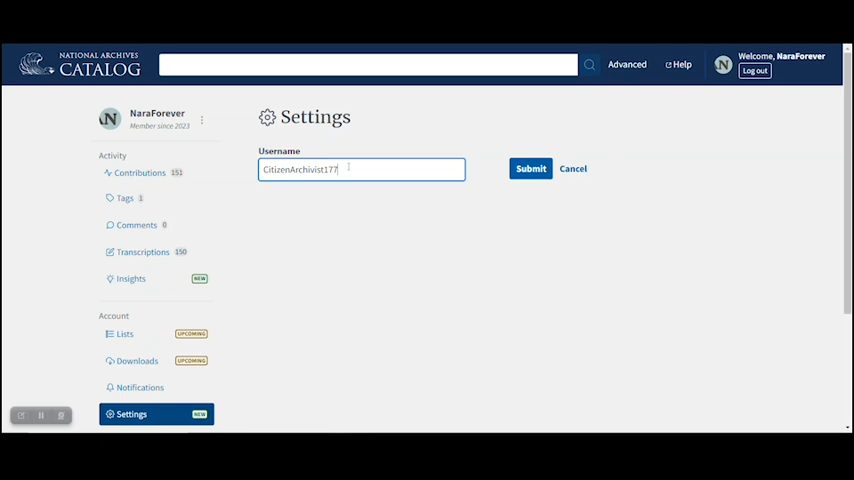 NATIONAL ARCHIVES
CATALOG
Advanced
Help
Welcome, NaraForever
Log out
N
N
NaraForever
Member since 2023
Settings
Username
CitizenArchivist177
Submit
Cancel
Activity
Contributions 151
Tags 1
Comments 0
Transcriptions 150
Insights NEW
Account
Lists UPCOMING
Downloads UPCOMING
Notifications
Settings NEW